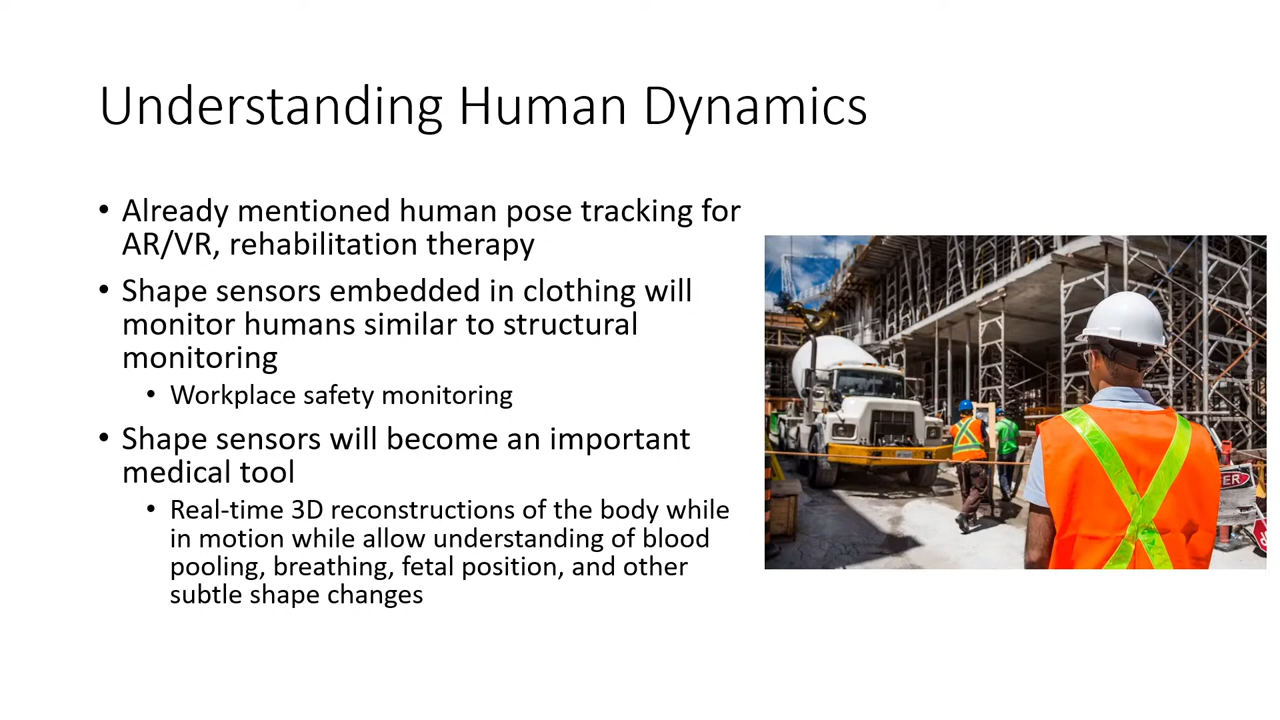 Understanding Human Dynamics
• Already mentioned human pose tracking for
AR/VR, rehabilitation therapy
• Shape sensors embedded in clothing will
monitor humans similar to structural
monitoring
• Workplace safety monitoring
• Shape sensors will become an important
medical tool
• Real-time 3D reconstructions of the body while
in motion while allow understanding of blood
pooling, breathing, fetal position, and other
subtle shape changes